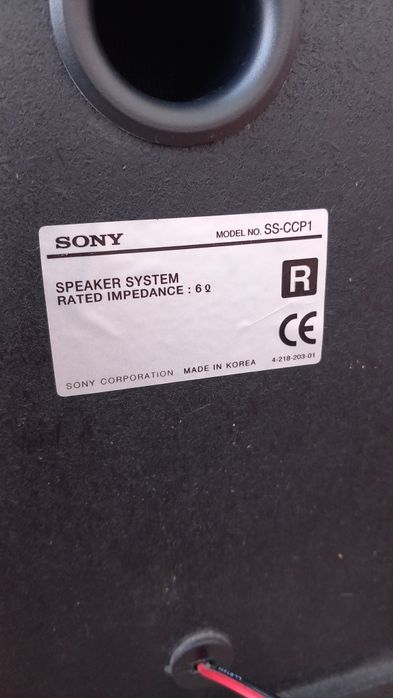 SONY MODEL NO. SS-CCP1
SPEAKER SYSTEM
RATED IMPEDANCE : 6 Ω
R
CE
4-218-203-01
SONY CORPORATION MADE IN KOREA